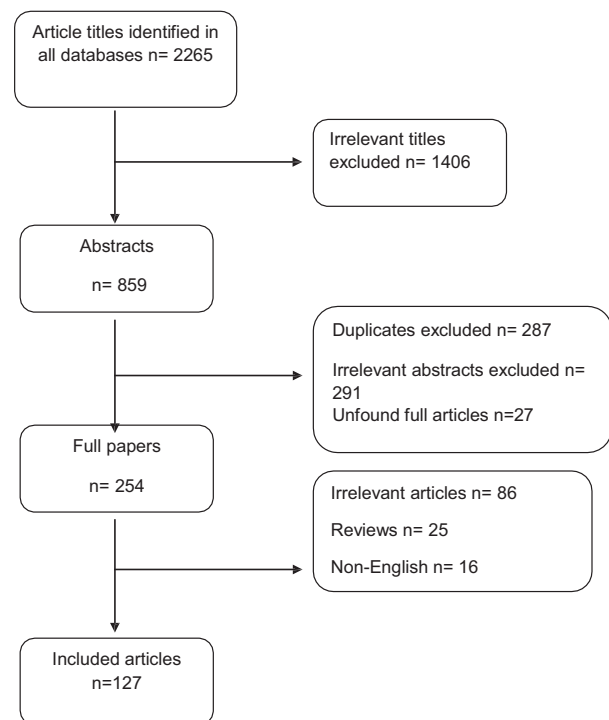 Article titles identified in
all databases n= 2265
Irrelevant titles
excluded n= 1406
Abstracts
n= 859
Duplicates excluded n= 287
Irrelevant abstracts excluded n=
291
Unfound full articles n=27
Full papers
n= 254
Irrelevant articles n= 86
Reviews n= 25
Non-English n= 16
Included articles
n=127